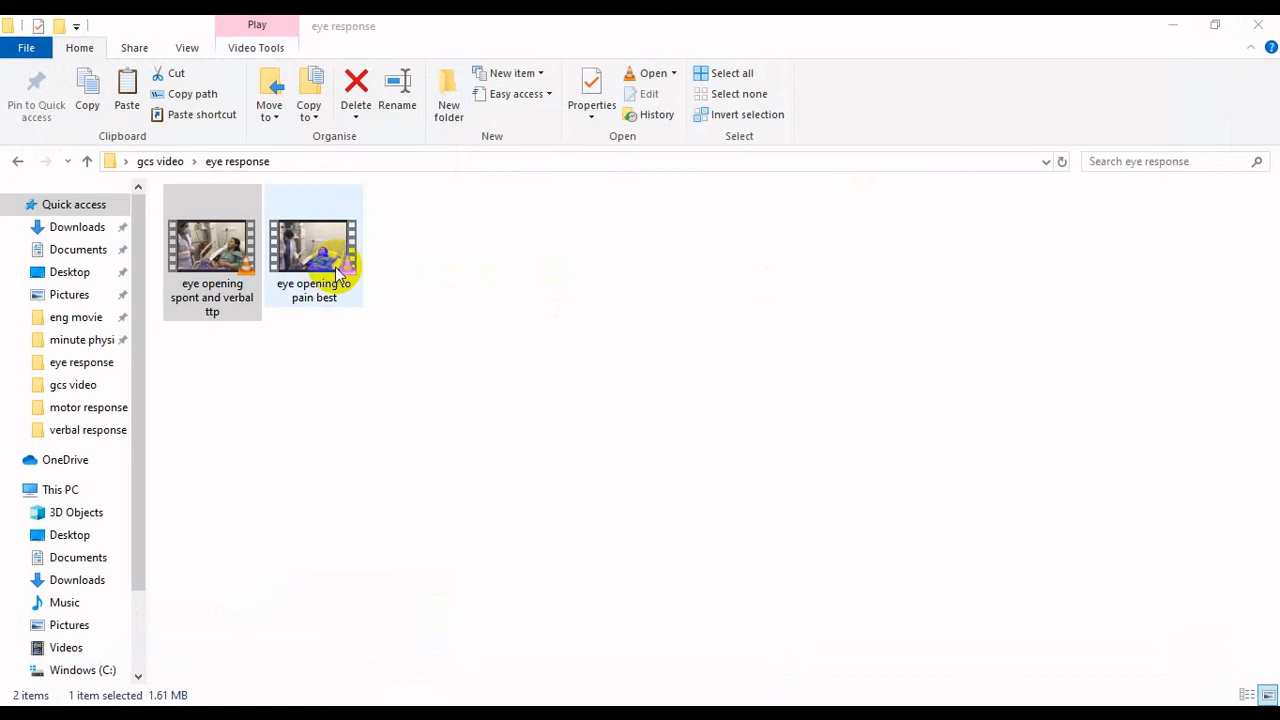 Play
eye response
File
Home
Share
View
Video Tools
Pin to Quick
access
Copy
Paste
Cut
Copy path
Paste shortcut
Clipboard
Move
to
Copy
to
Delete
Rename
Organise
New
folder
New item
Easy access
New
Properties
Open
Edit
History
Open
Select all
Select none
Invert selection
Select
gcs video
eye response
Search eye response
Quick access
Downloads
Documents
Desktop
Pictures
eng movie
minute physi
eye response
gcs video
motor response
verbal response
OneDrive
This PC
3D Objects
Desktop
Documents
Downloads
Music
Pictures
Videos
Windows (C:)
eye opening
spont and verbal
ttp
eye opening to
pain best
2 items
1 item selected 1.61 MB